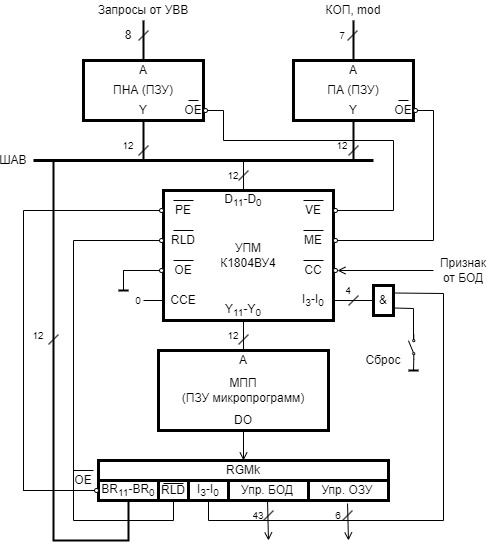 Запросы от УВВ
КОП, mod
8
7
A
ПНА (ПЗУ)
Y
OE
A
ПА (ПЗУ)
Y
OE
12
12
ШАВ
12
D11-D0
PE
VE
RLD
УПМ
ME
К1804ВУ4
OE
CC
Признак
от БОД
0
CCE
I3-I0
4
&
Y11-Y0
12
12
Сброс
A
МПП
(ПЗУ микропрограмм)
DO
RGMk
OE
BR11-BR0
RLD
I3-I0
Упр. БОД
Упр. ОЗУ
43
6